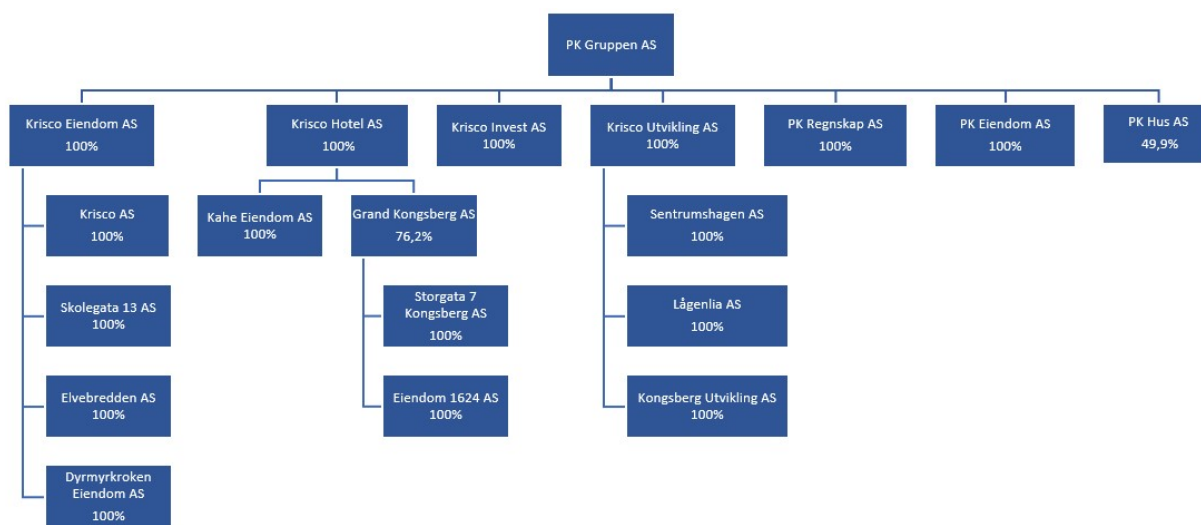 PK Gruppen AS
Krisco Eiendom AS
100%
Krisco Hotel AS
100%
Krisco Invest AS
100%
Krisco Utvikling AS
100%
PK Regnskap AS
100%
PK Eiendom AS
100%
PK Hus AS
49,9%
Krisco AS
100%
Skolegata 13 AS
100%
Elvebredden AS
100%
Dyrmyrkroken
Eiendom AS
100%
Kahe Eiendom AS
100%
Grand Kongsberg AS
76,2%
Storgata 7
Kongsberg AS
100%
Eiendom 1624 AS
100%
Sentrumshagen AS
100%
Lågenlia AS
100%
Kongsberg Utvikling AS
100%